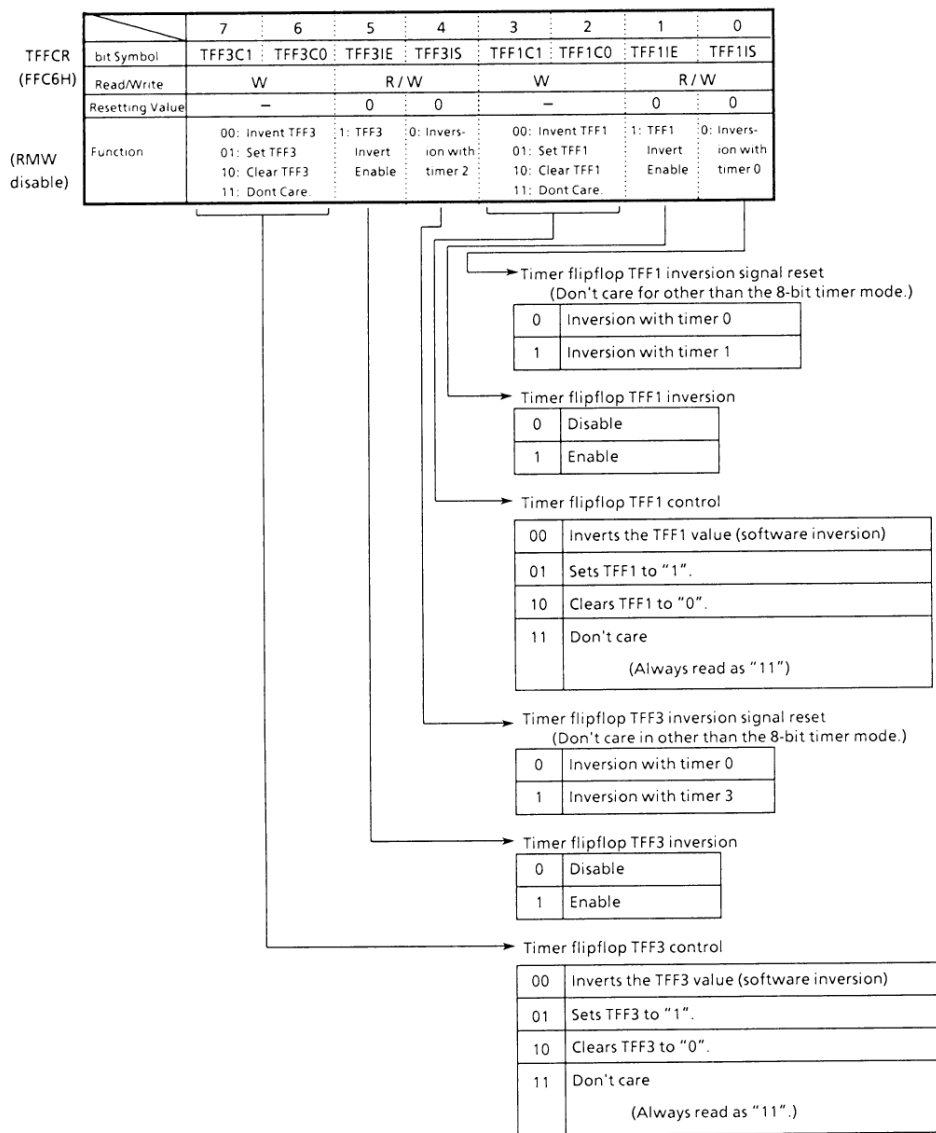 7 6 5 4 3 2 1 0
TFFCR (FFC6H)
bit Symbol TFF3C1 TFF3C0 TFF3IE TFF3IS TFF1C1 TFF1C0 TFF1IE TFF1IS
Read/Write W R / W W R / W
Resetting Value – 0 0 – 0 0
(RMW disable)
Function
00: Invent TFF3
01: Set TFF3
10: Clear TFF3
11: Dont Care.
1: TFF3
Invert
Enable
0: Invers-
ion with
timer 2
00: Invent TFF1
01: Set TFF1
10: Clear TFF1
11: Dont Care.
1: TFF1
Invert
Enable
0: Invers-
ion with
timer 0
Timer flipflop TFF1 inversion signal reset
(Don't care for other than the 8-bit timer mode.)
0 Inversion with timer 0
1 Inversion with timer 1
Timer flipflop TFF1 inversion
0 Disable
1 Enable
Timer flipflop TFF1 control
00 Inverts the TFF1 value (software inversion)
01 Sets TFF1 to "1".
10 Clears TFF1 to "0".
11 Don't care
(Always read as "11")
Timer flipflop TFF3 inversion signal reset
(Don't care in other than the 8-bit timer mode.)
0 Inversion with timer 0
1 Inversion with timer 3
Timer flipflop TFF3 inversion
0 Disable
1 Enable
Timer flipflop TFF3 control
00 Inverts the TFF3 value (software inversion)
01 Sets TFF3 to "1".
10 Clears TFF3 to "0".
11 Don't care
(Always read as "11".)